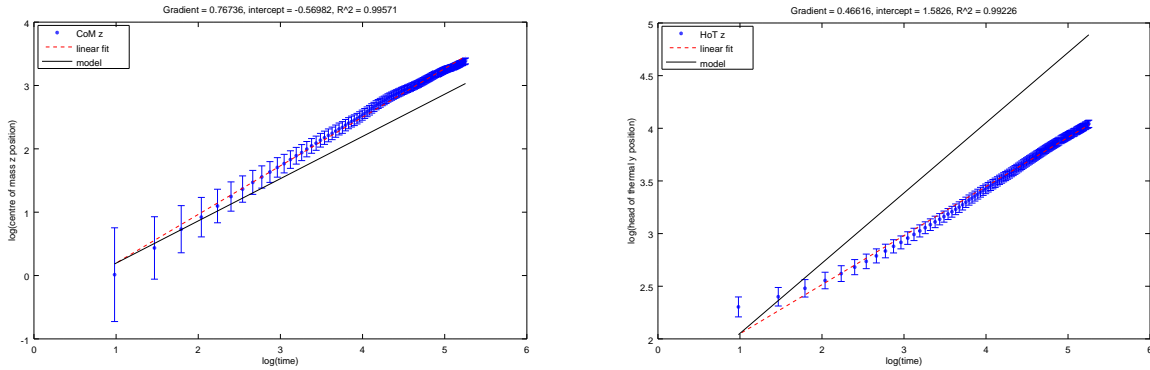 Gradient = 0.76736, intercept = -0.56982, R^2 = 0.99571
4
3
2
1
0
-1
0
1
2
3
4
5
6
log(centre of mass z position)
log(time)
CoM z
linear fit
model
Gradient = 0.46616, intercept = 1.5826, R^2 = 0.99226
5
4.5
4
3.5
3
2.5
2
0
1
2
3
4
5
6
log(head of thermal y position)
log(time)
HoT z
linear fit
model